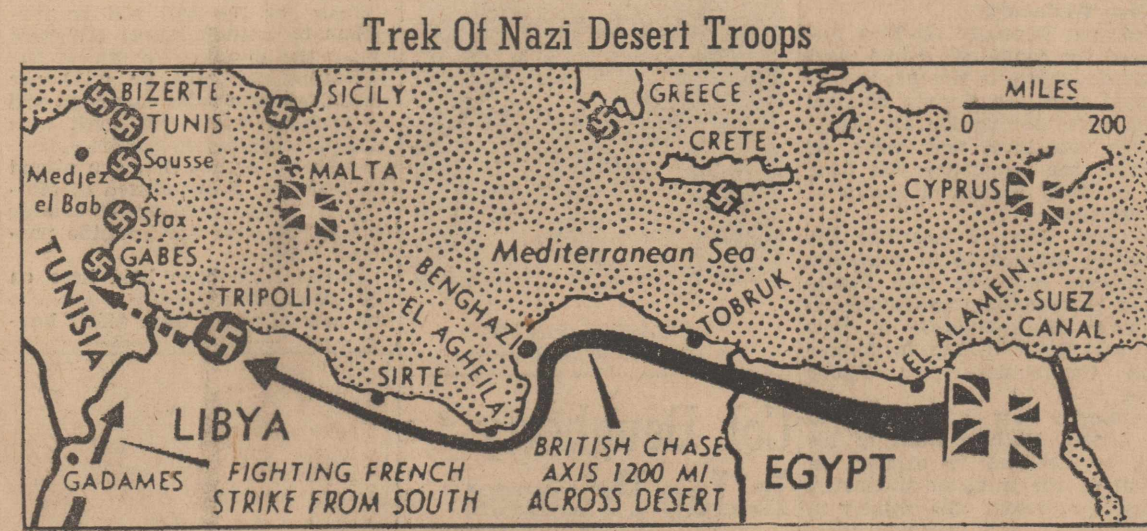 Trek Of Nazi Desert Troops
BIZERTE
SICILY
GREECE
MILES
0 200
TUNIS
CRETE
Sousse
MALTA
Medjez
el Bab
CYPRUS
Sfax
Mediterranean Sea
GABES
TUNISIA
TRIPOLI
BENGHAZI
EL AGHEILA
TOBRUK
EL ALAMEIN
SUEZ
CANAL
SIRTE
LIBYA
GADAMES
FIGHTING FRENCH
STRIKE FROM SOUTH
BRITISH CHASE
AXIS 1200 MI.
ACROSS DESERT
EGYPT